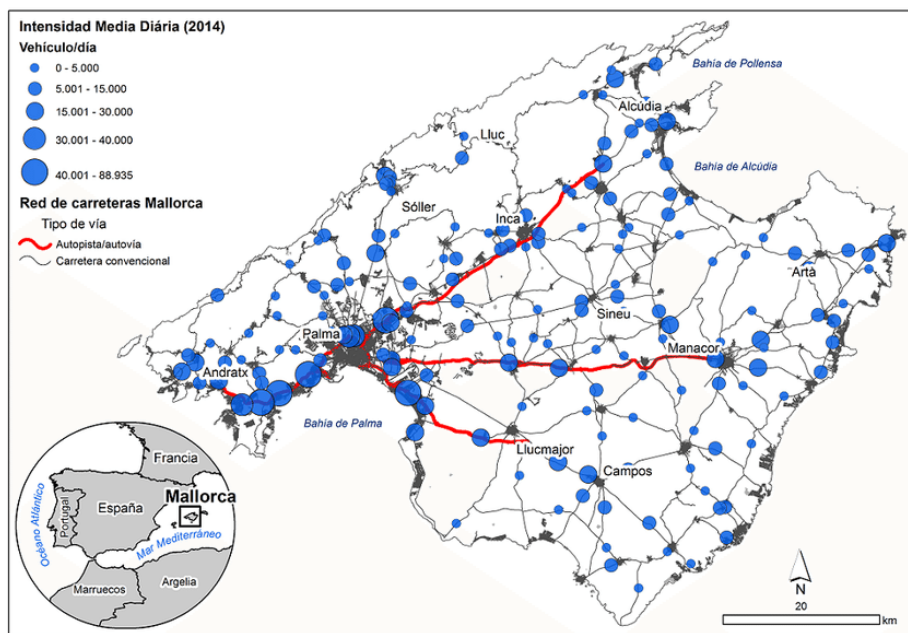 Intensidad Media Diária (2014)
Vehículo/día
0 - 5.000
5.001 - 15.000
15.001 - 30.000
30.001 - 40.000
40.001 - 88.935
Red de carreteras Mallorca
Tipo de vía
Autopista/autovía
Carretera convencional
Bahía de Pollensa
Alcúdia
Lluc
Bahía de Alcúdia
Sóller
Inca
Artà
Sineu
Palma
Manacor
Andratx
Bahía de Palma
Llucmajor
Campos
Francia
Mallorca
España
Portugal
Océano Atlántico
Mar Mediterráneo
Marruecos
Argelia
N
20
km